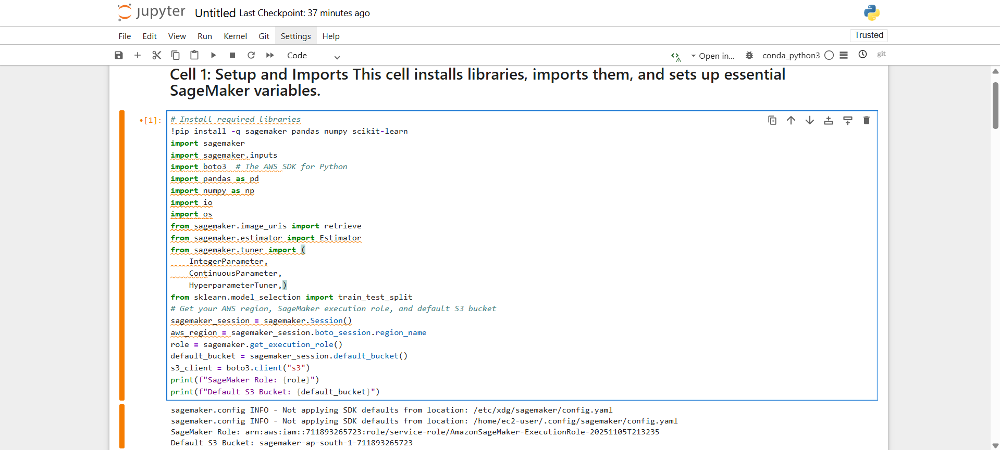 jupyter Untitled Last Checkpoint: 37 minutes ago
File Edit View Run Kernel Git Settings Help Trusted
Code Open in... conda_python3 git
Cell 1: Setup and Imports This cell installs libraries, imports them, and sets up essential
SageMaker variables.
•[1]: # Install required libraries
!pip install -q sagemaker pandas numpy scikit-learn
import sagemaker
import sagemaker.inputs
import boto3  # The AWS SDK for Python
import pandas as pd
import numpy as np
import io
import os
from sagemaker.image_uris import retrieve
from sagemaker.estimator import Estimator
from sagemaker.tuner import (
    IntegerParameter,
    ContinuousParameter,
    HyperparameterTuner,)
from sklearn.model_selection import train_test_split
# Get your AWS region, SageMaker execution role, and default S3 bucket
sagemaker_session = sagemaker.Session()
aws_region = sagemaker_session.boto_session.region_name
role = sagemaker.get_execution_role()
default_bucket = sagemaker_session.default_bucket()
s3_client = boto3.client("s3")
print(f"SageMaker Role: {role}")
print(f"Default S3 Bucket: {default_bucket}")
sagemaker.config INFO - Not applying SDK defaults from location: /etc/xdg/sagemaker/config.yaml
sagemaker.config INFO - Not applying SDK defaults from location: /home/ec2-user/.config/sagemaker/config.yaml
SageMaker Role: arn:aws:iam::711893265723:role/service-role/AmazonSageMaker-ExecutionRole-20251105T213235
Default S3 Bucket: sagemaker-ap-south-1-711893265723